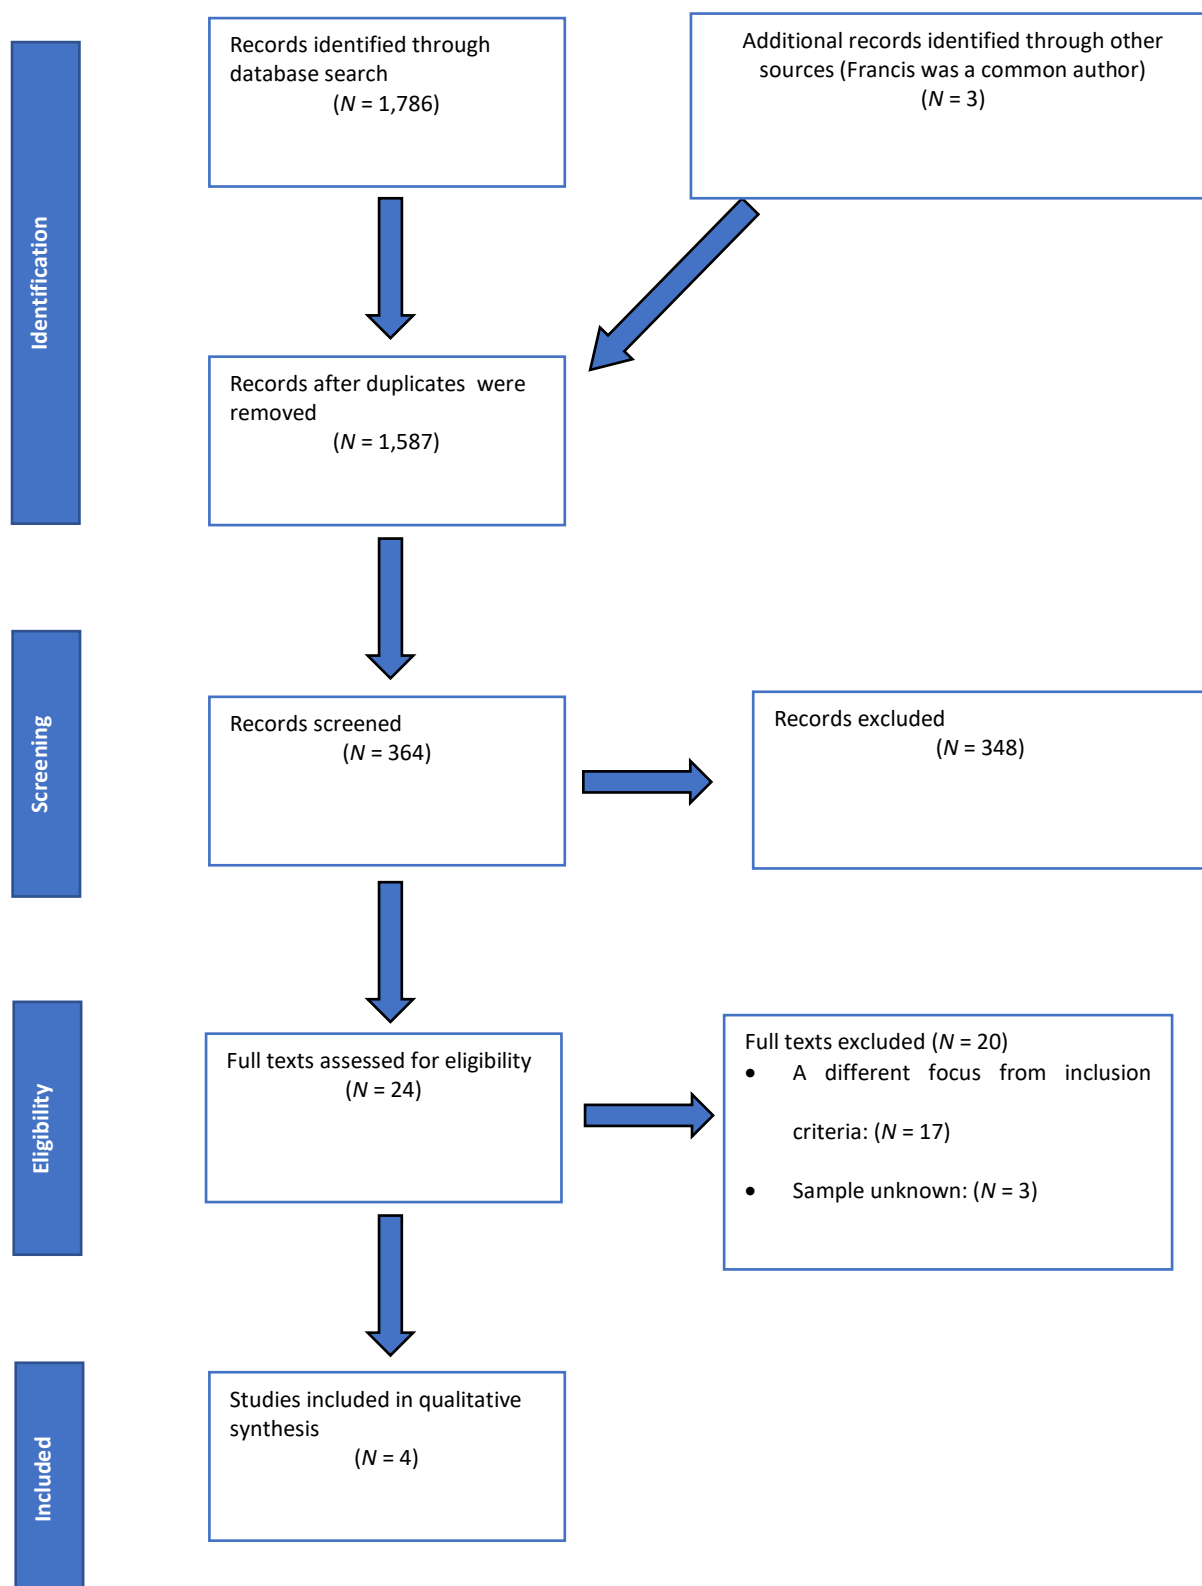 Identification
Records identified through
database search
(N = 1,786)
Additional records identified through other
sources (Francis was a common author)
(N = 3)
Records after duplicates  were
removed
(N = 1,587)
Screening
Records screened
(N = 364)
Records excluded
(N = 348)
Eligibility
Full texts assessed for eligibility
(N = 24)
Full texts excluded (N = 20)
• A different focus from inclusion
criteria: (N = 17)
• Sample unknown: (N = 3)
Included
Studies included in qualitative
synthesis
(N = 4)